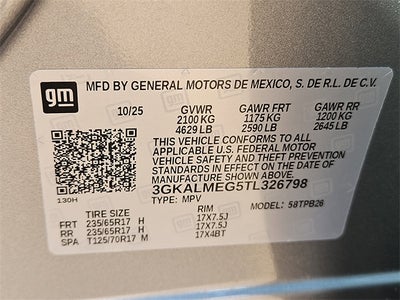 gm
MFD BY GENERAL MOTORS DE MEXICO, S. DE R.L. DE C.V.
10/25 GVWR GAWR FRT GAWR RR
2100 KG 1175 KG 1200 KG
4629 LB 2590 LB 2645 LB
THIS VEHICLE CONFORMS TO ALL
APPLICABLE U.S. FEDERAL MOTOR
VEHICLE SAFETY AND THEFT PREVENTION
STANDARDS IN EFFECT ON THE DATE OF
MANUFACTURE SHOWN ABOVE.
3GKALMEG5TL326798
130H TYPE: MPV MODEL: 58TPB26
TIRE SIZE RIM
FRT 235/65R17 H 17X7.5J
RR 235/65R17 H 17X7.5J
SPA T125/70R17 M 17X4BT